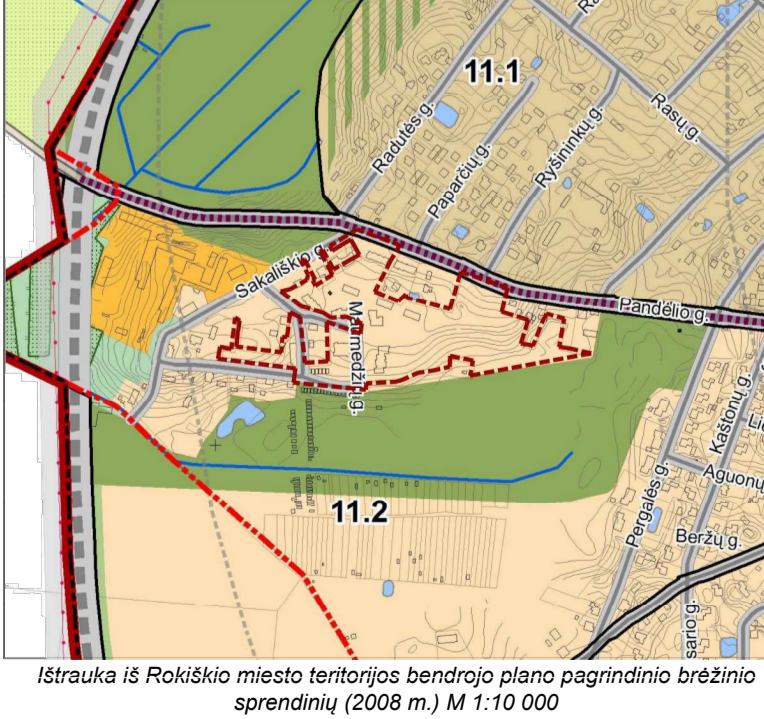 11.1
Radutės g.
Paparčių g.
Ryšininkų g.
Rasų g.
Sakališkio g.
Pandėlio g.
Kaštonų g.
Aguonų
Pergalės g.
11.2
Beržų g.
sario g.
Ištrauka iš Rokiškio miesto teritorijos bendrojo plano pagrindinio brėžinio
sprendinių (2008 m.) M 1:10 000